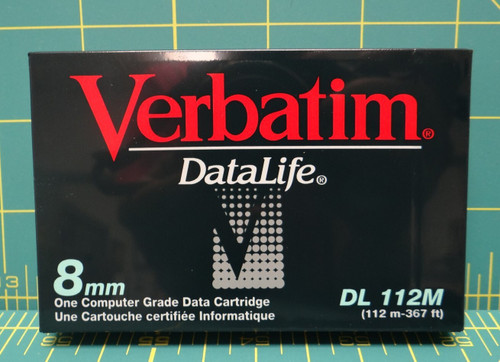 Verbatim®
DataLife®
8mm
One Computer Grade Data Cartridge
Une Cartouche certifiée Informatique
DL 112M
(112 m-367 ft)